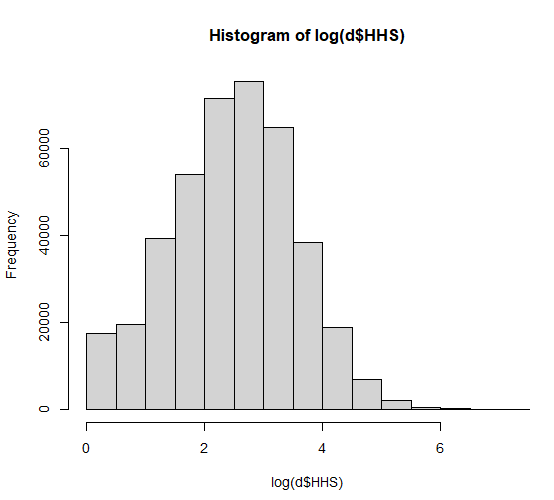 Histogram of log(d$HHS)
Frequency
60000
40000
20000
0
0 2 4 6
log(d$HHS)